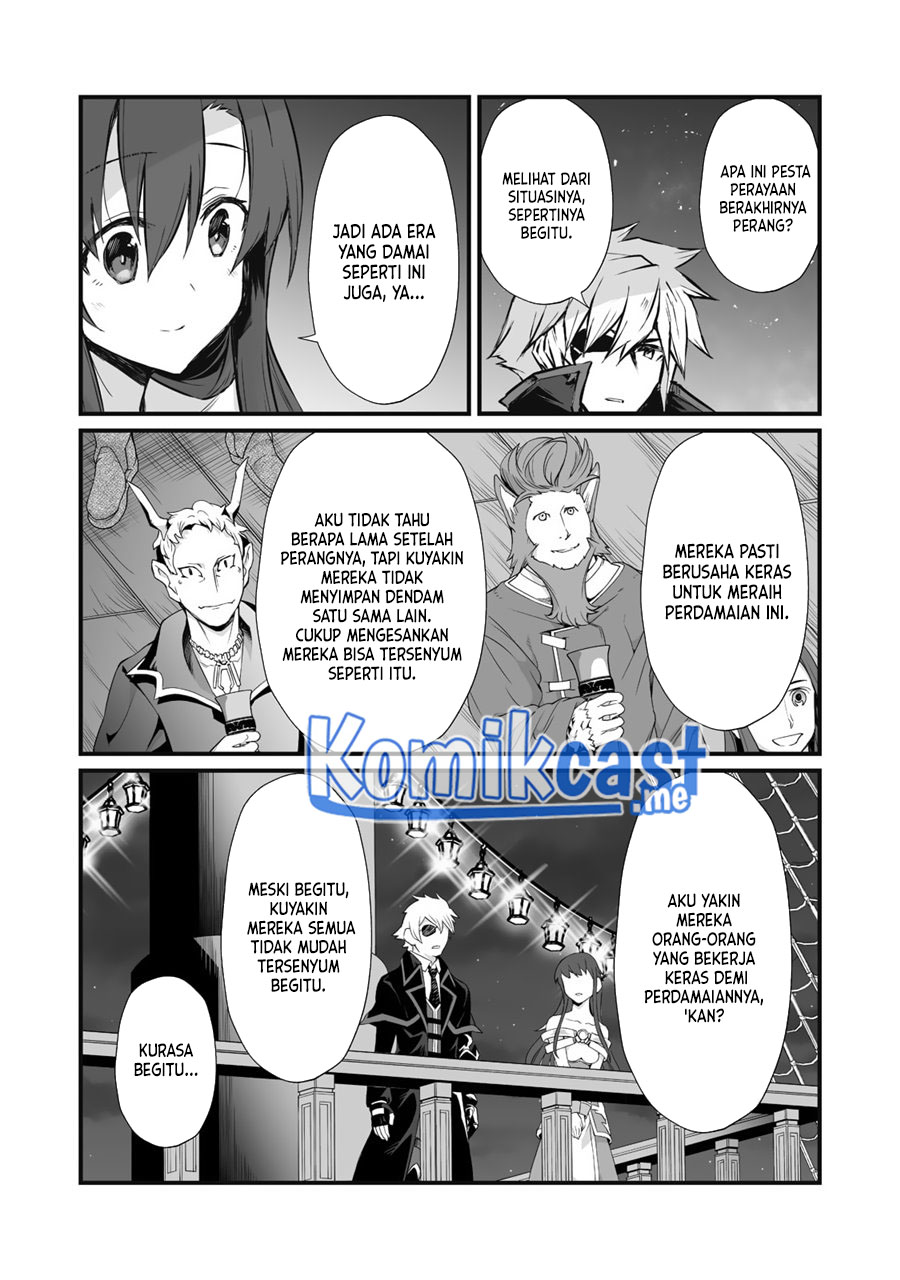 APA INI PESTA
PERAYAAN
BERAKHIRNYA
PERANG?
MELIHAT DARI
SITUASINYA,
SEPERTINYA
BEGITU.
JADI ADA ERA
YANG DAMAI
SEPERTI INI
JUGA, YA...
MEREKA PASTI
BERUSAHA KERAS
UNTUK MERAIH
PERDAMAIAN INI.
AKU TIDAK TAHU
BERAPA LAMA SETELAH
PERANGNYA, TAPI KUYAKIN
MEREKA TIDAK
MENYIMPAN DENDAM
SATU SAMA LAIN.
CUKUP MENGESANKAN
MEREKA BISA TERSENYUM
SEPERTI ITU.
Komikcast
.me
AKU YAKIN
MEREKA
ORANG-ORANG
YANG BEKERJA
KERAS DEMI
PERDAMAIANNYA,
'KAN?
MESKI BEGITU,
KUYAKIN
MEREKA SEMUA
TIDAK MUDAH
TERSENYUM
BEGITU.
KURASA
BEGITU...